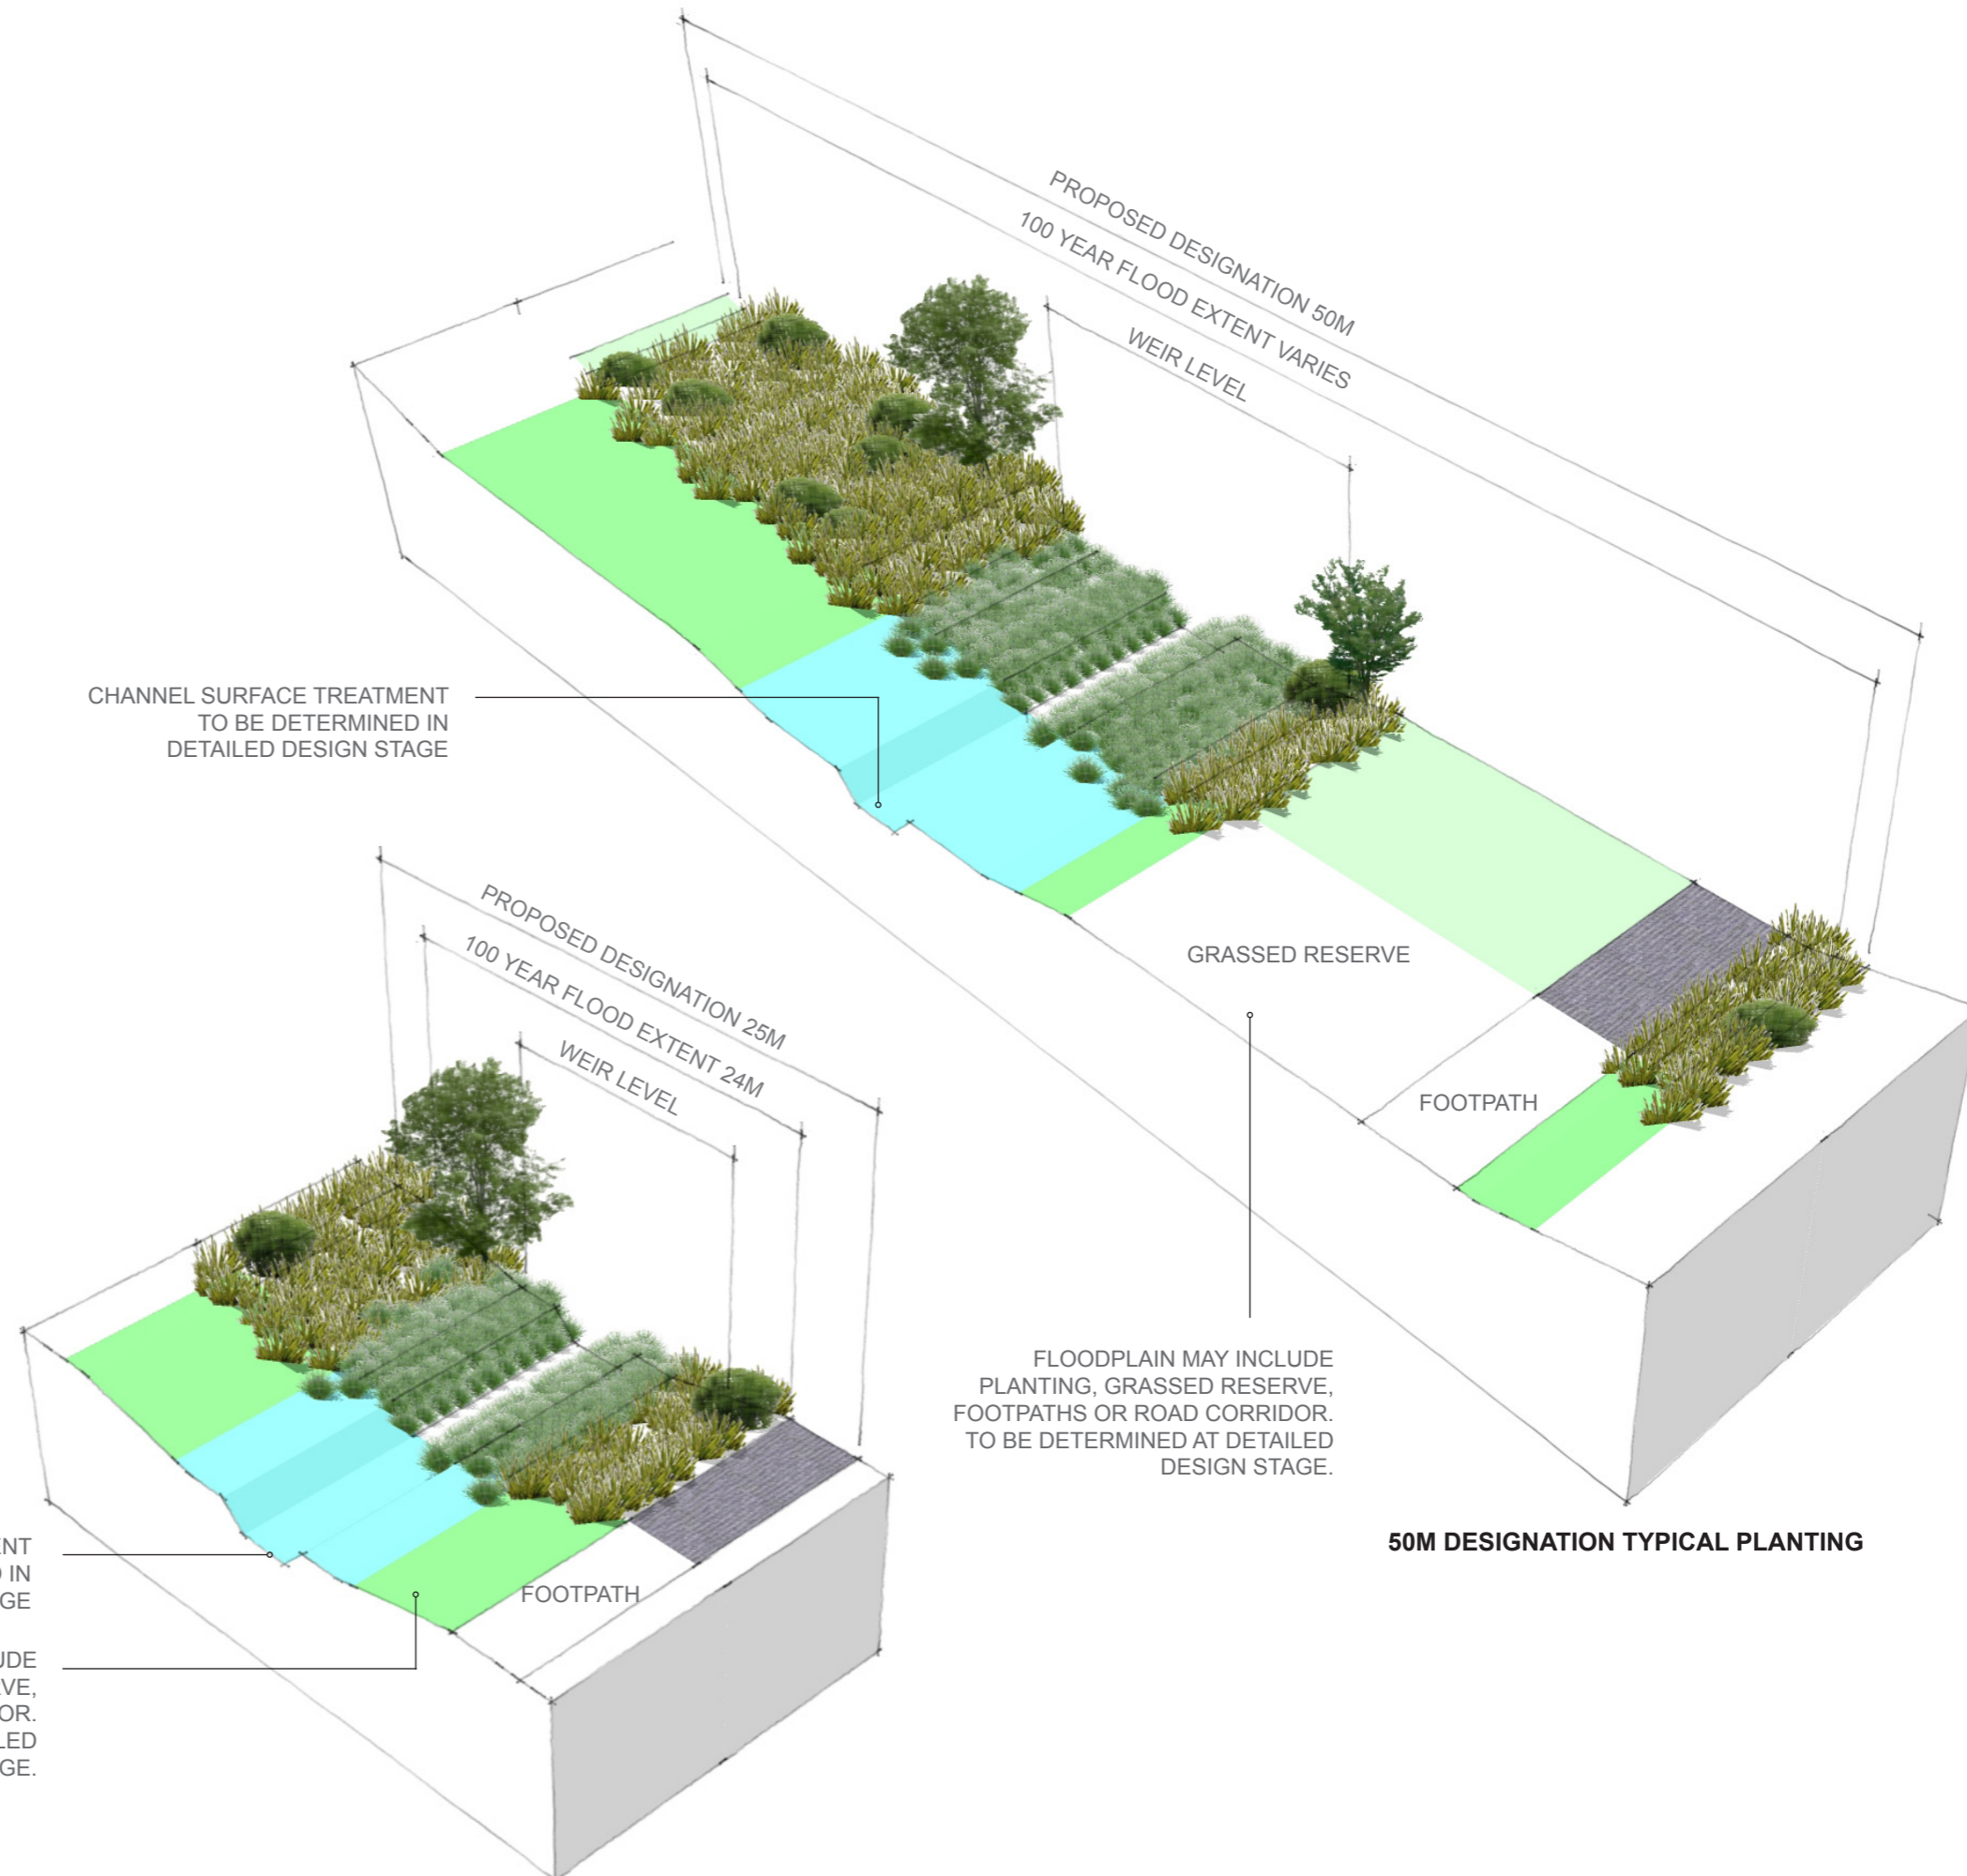 PROPOSED DESIGNATION 50M
100 YEAR FLOOD EXTENT VARIES
WEIR LEVEL
CHANNEL SURFACE TREATMENT
TO BE DETERMINED IN
DETAILED DESIGN STAGE
GRASSED RESERVE
FOOTPATH
FLOODPLAIN MAY INCLUDE
PLANTING, GRASSED RESERVE,
FOOTPATHS OR ROAD CORRIDOR.
TO BE DETERMINED AT DETAILED
DESIGN STAGE.
50M DESIGNATION TYPICAL PLANTING
PROPOSED DESIGNATION 25M
100 YEAR FLOOD EXTENT 24M
WEIR LEVEL
FOOTPATH
IN